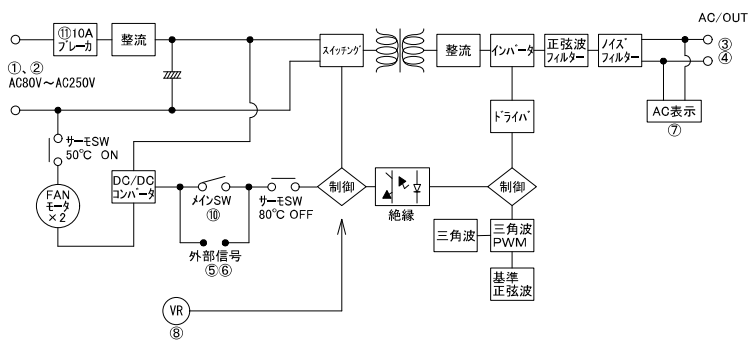 AC/OUT
⑪10A
ブレーカ
整流
スイッチング
整流
インバータ
正弦波
フィルター
ノイズ
フィルター
③
④
①、②
AC80V～AC250V
ドライバ
AC表示
⑦
サーモSW
50℃ ON
FAN
モータ
×2
DC/DC
コンバータ
メインSW
⑩
サーモSW
80℃ OFF
制御
絶縁
制御
外部信号
⑤⑥
三角波
三角波
PWM
基準
正弦波
VR
⑧